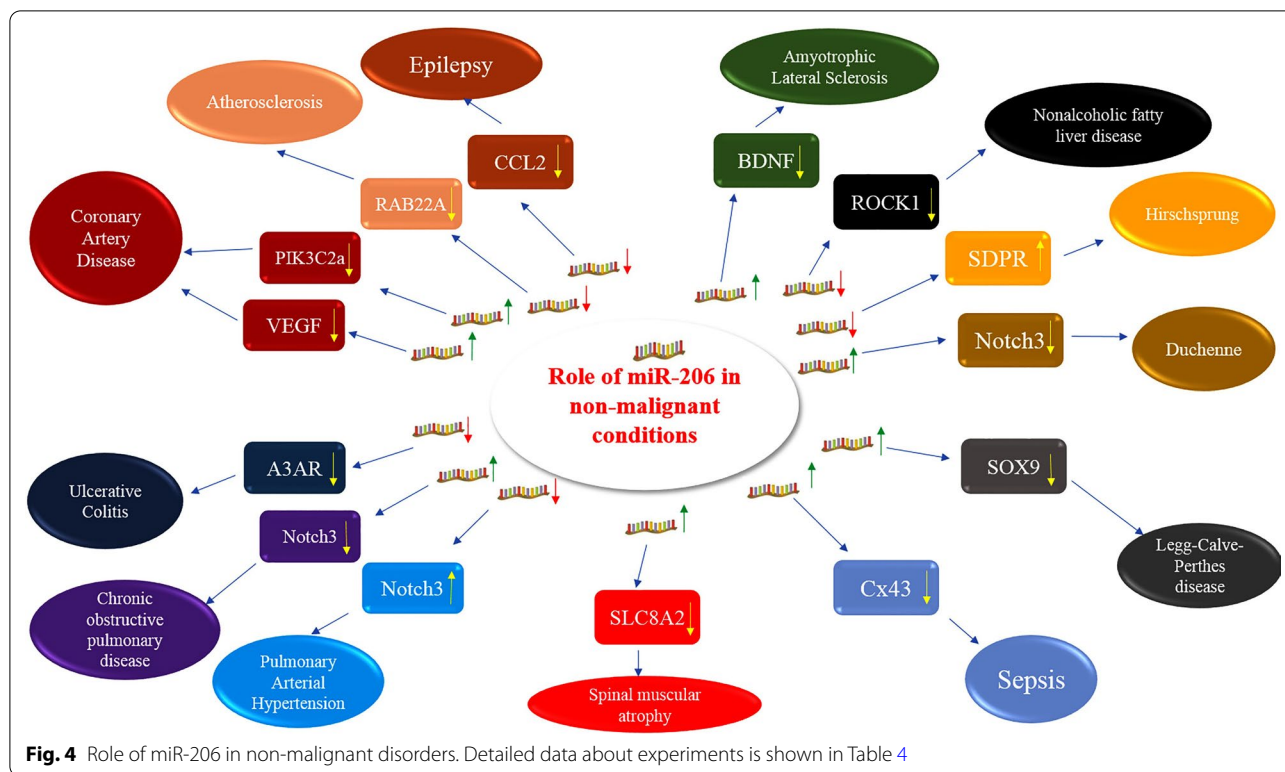 Epilepsy
Amyotrophic
Lateral Sclerosis
Atherosclerosis
Nonalcoholic fatty
liver disease
CCL2
BDNF
RAB22A
ROCK1
Hirschsprung
Coronary
Artery
Disease
PIK3C2a
SDPR
VEGF
Notch3
Duchenne
Role of miR-206 in
non-malignant
conditions
A3AR
SOX9
Ulcerative
Colitis
Notch3
Legg-Calve-
Perthes
disease
Notch3
Cx43
Chronic
obstructive
pulmonary
disease
SLC8A2
Pulmonary
Arterial
Hypertension
Sepsis
Spinal muscular
atrophy
Fig. 4 Role of miR-206 in non-malignant disorders. Detailed data about experiments is shown in Table 4